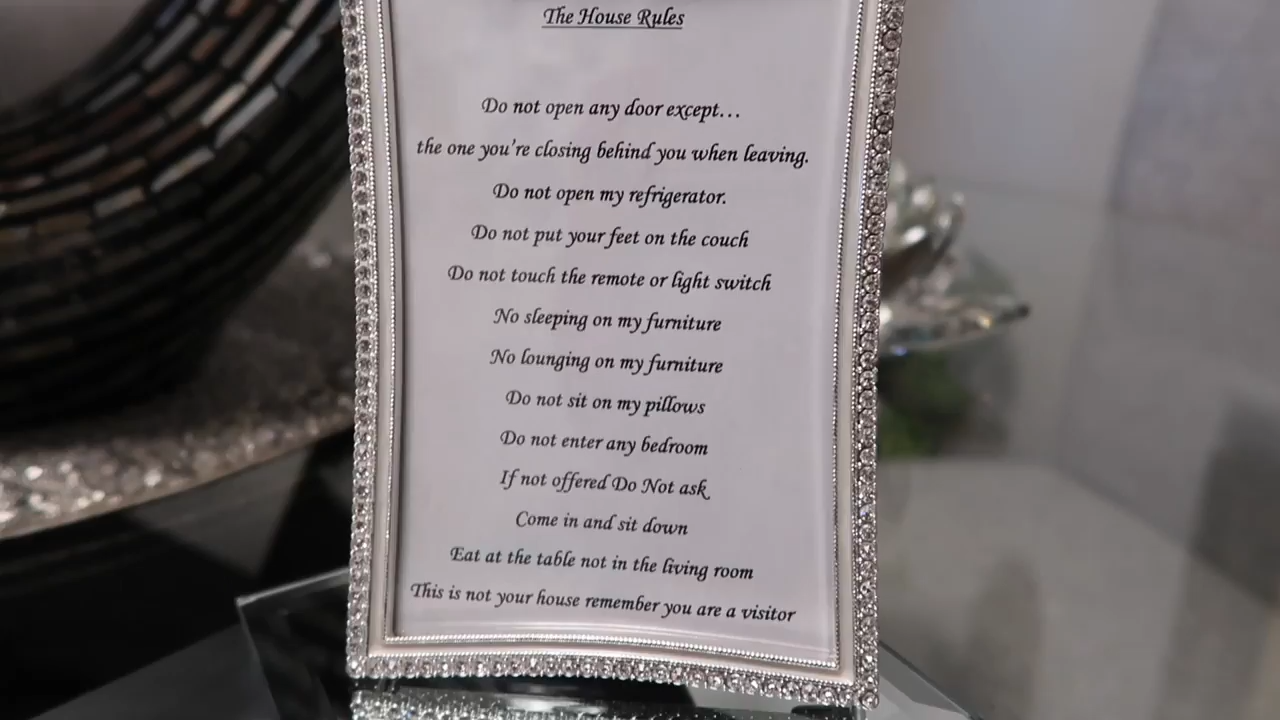 The House Rules
Do not open any door except...
the one you're closing behind you when leaving.
Do not open my refrigerator.
Do not put your feet on the couch
Do not touch the remote or light switch
No sleeping on my furniture
No lounging on my furniture
Do not sit on my pillows
Do not enter any bedroom
If not offered Do Not ask
Come in and sit down
Eat at the table not in the living room
This is not your house remember you are a visitor